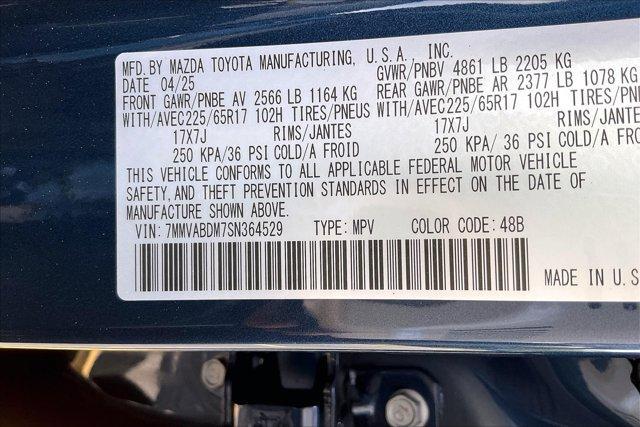 MFD.BY MAZDA TOYOTA MANUFACTURING, U.S.A. INC.
DATE 04/25 GVWR/PNBV 4861 LB 2205 KG
FRONT GAWR/PNBE AV 2566 LB 1164 KG REAR GAWR/PNBE AR 2377 LB 1078 KG
WITH/AVEC225/65R17 102H TIRES/PNEUS WITH/AVEC225/65R17 102H TIRES/PN
17X7J RIMS/JANTES 17X7J RIMS/JANTES
250 KPA/36 PSI COLD/A FROID 250 KPA/ 36 PSI COLD/A FRO
THIS VEHICLE CONFORMS TO ALL APPLICABLE FEDERAL MOTOR VEHICLE
SAFETY,AND THEFT PREVENTION STANDARDS IN EFFECT ON THE DATE OF
MANUFACTURE SHOWN ABOVE.
VIN: 7MMVABDM7SN364529 TYPE: MPV COLOR CODE: 48B
MADE IN U.S